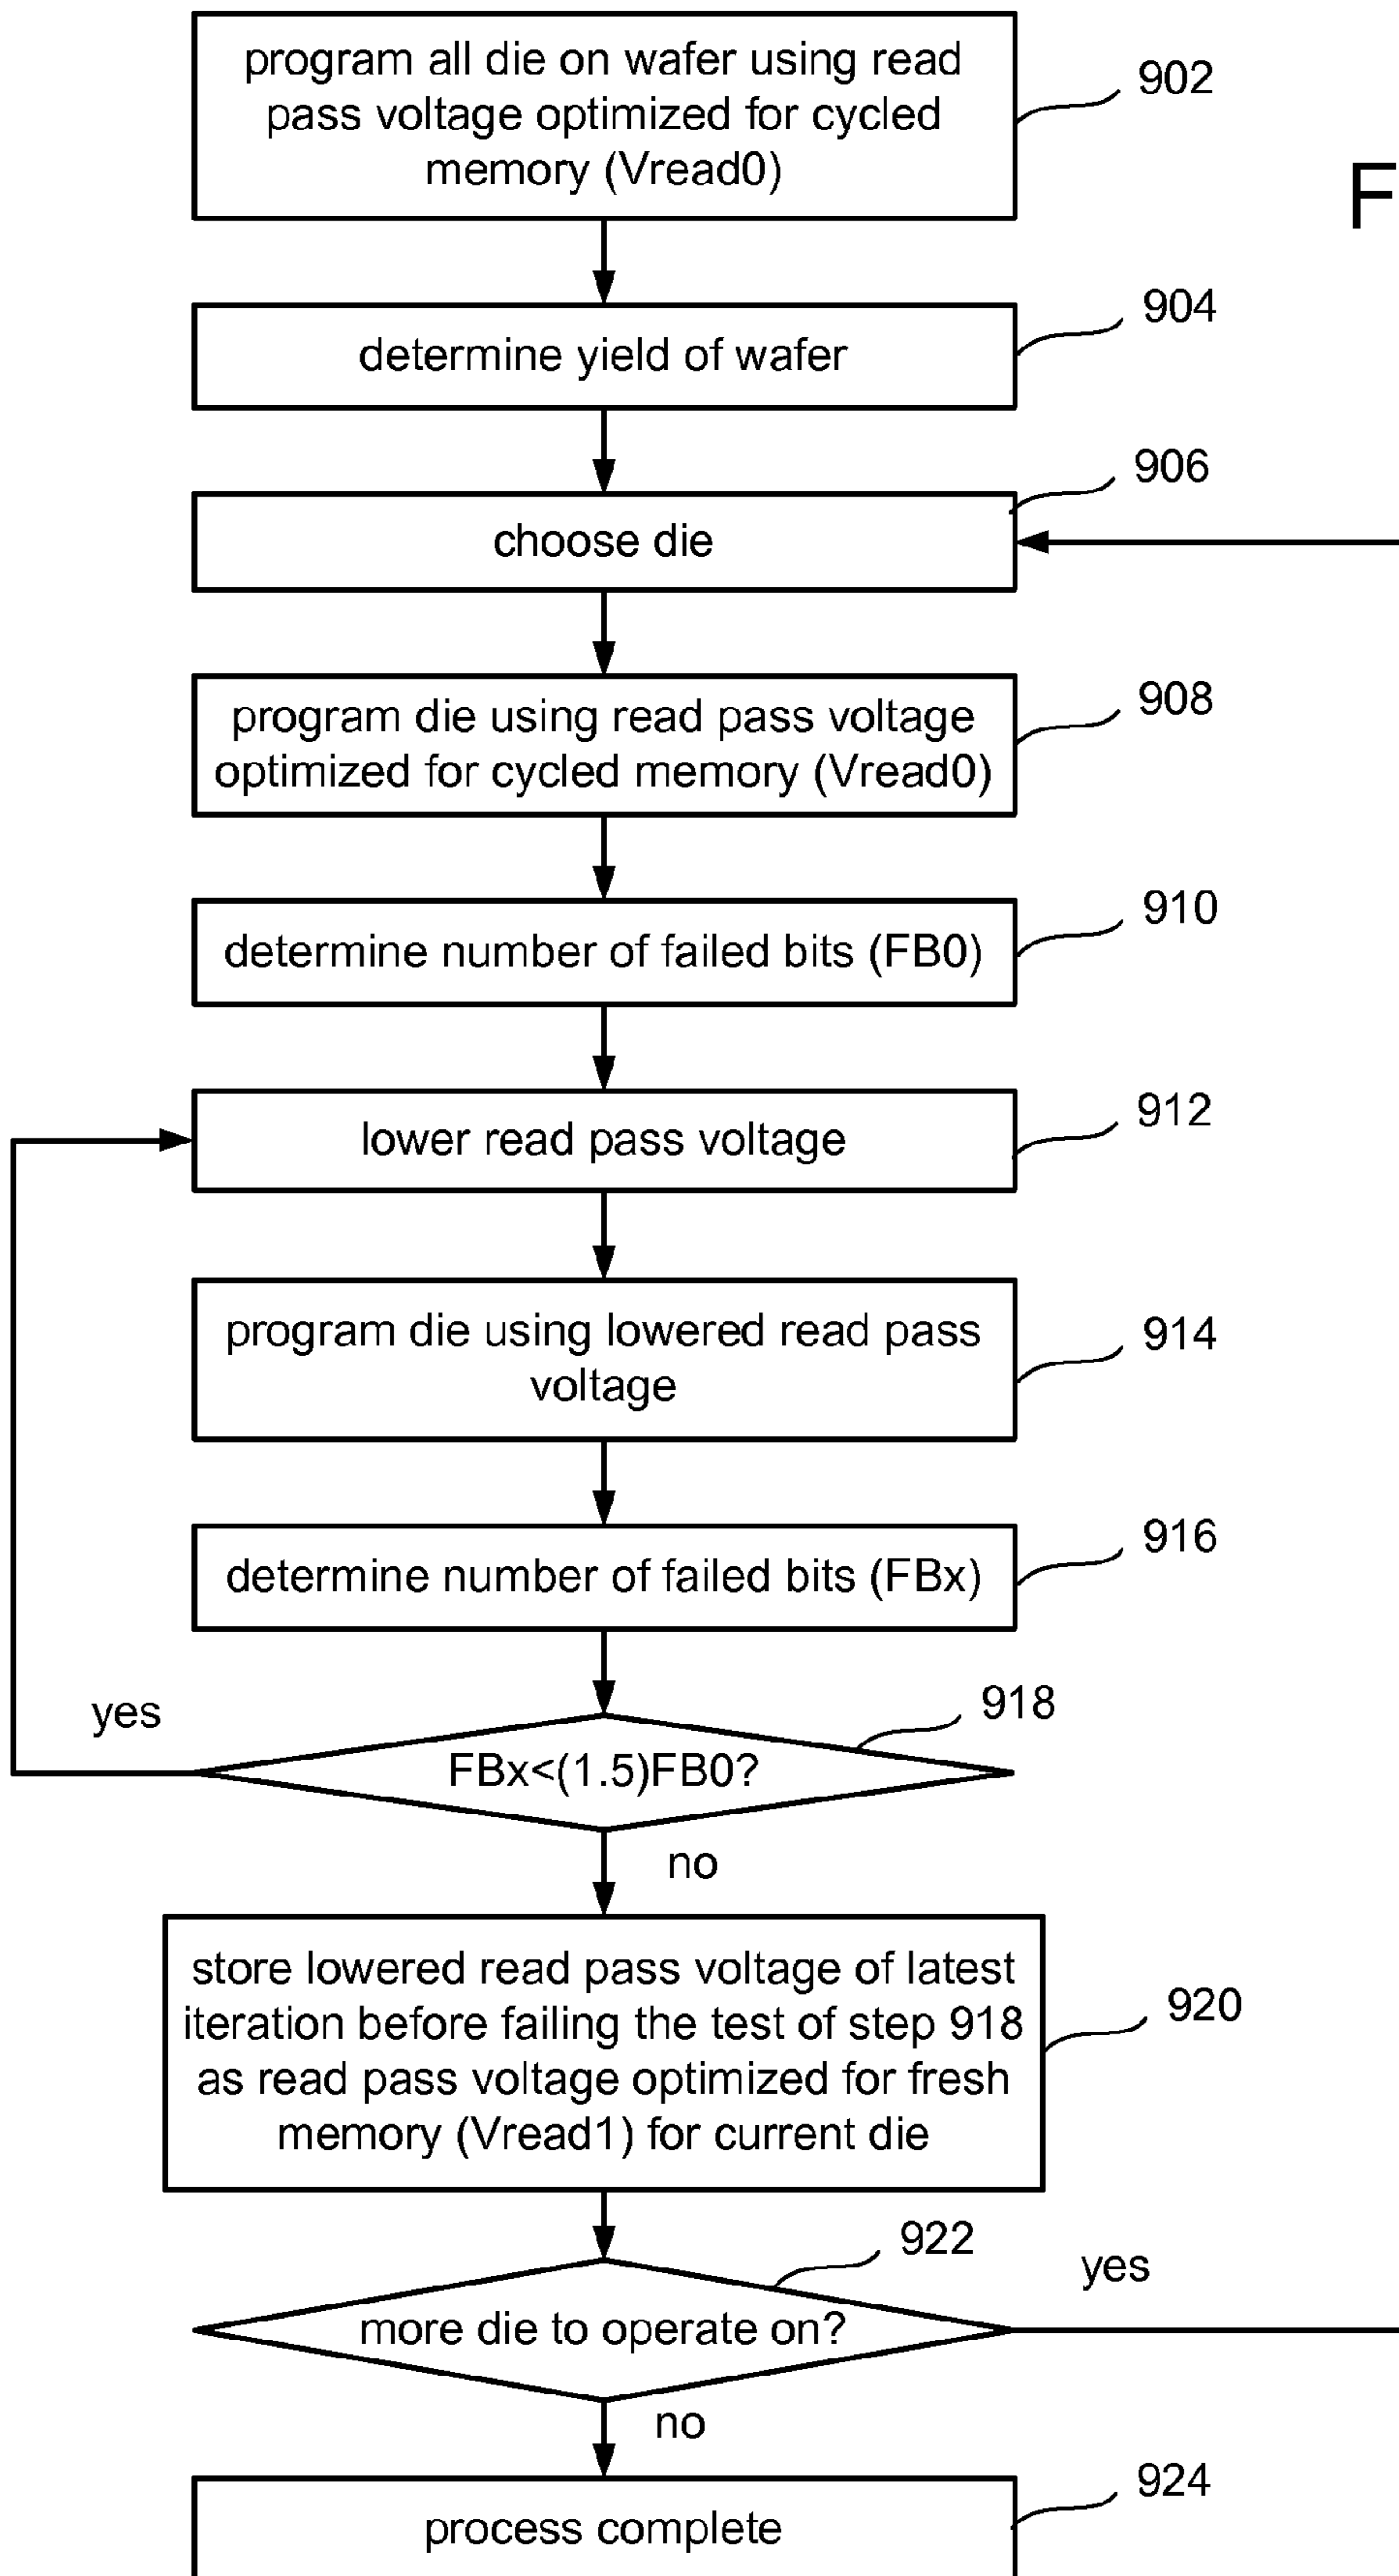 program all die on wafer using read
pass voltage optimized for cycled
memory (Vread0)
902
F
determine yield of wafer
904
choose die
906
program die using read pass voltage
optimized for cycled memory (Vread0)
908
determine number of failed bits (FB0)
910
lower read pass voltage
912
program die using lowered read pass
voltage
914
determine number of failed bits (FBx)
916
yes
FBx<(1.5)FB0?
918
no
store lowered read pass voltage of latest
iteration before failing the test of step 918
as read pass voltage optimized for fresh
memory (Vread1) for current die
920
more die to operate on?
922
yes
no
process complete
924